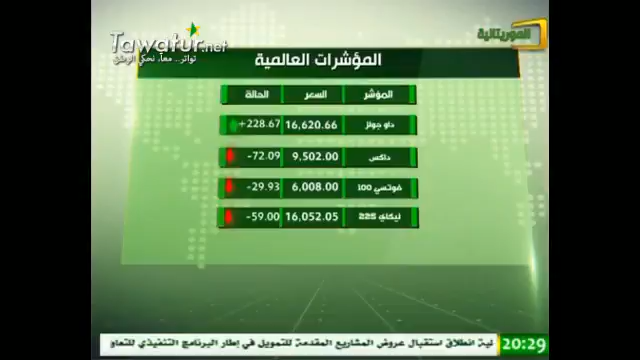 Tawatur.net
تواتر.. معاً، نحكي الوطن
الموريتانية
المؤشرات العالمية
المؤشر السعر الحالة
داو جونز 16,620.66 +228.67
داكس 9,502.00 -72.09
فوتسي 100 6,008.00 -29.93
نيكاي 225 16,052.05 -59.00
لية انطلاق استقبال عروض المشاريع المقدمة للتمويل في إطار البرنامج التنفيذي للتعاو
20:29